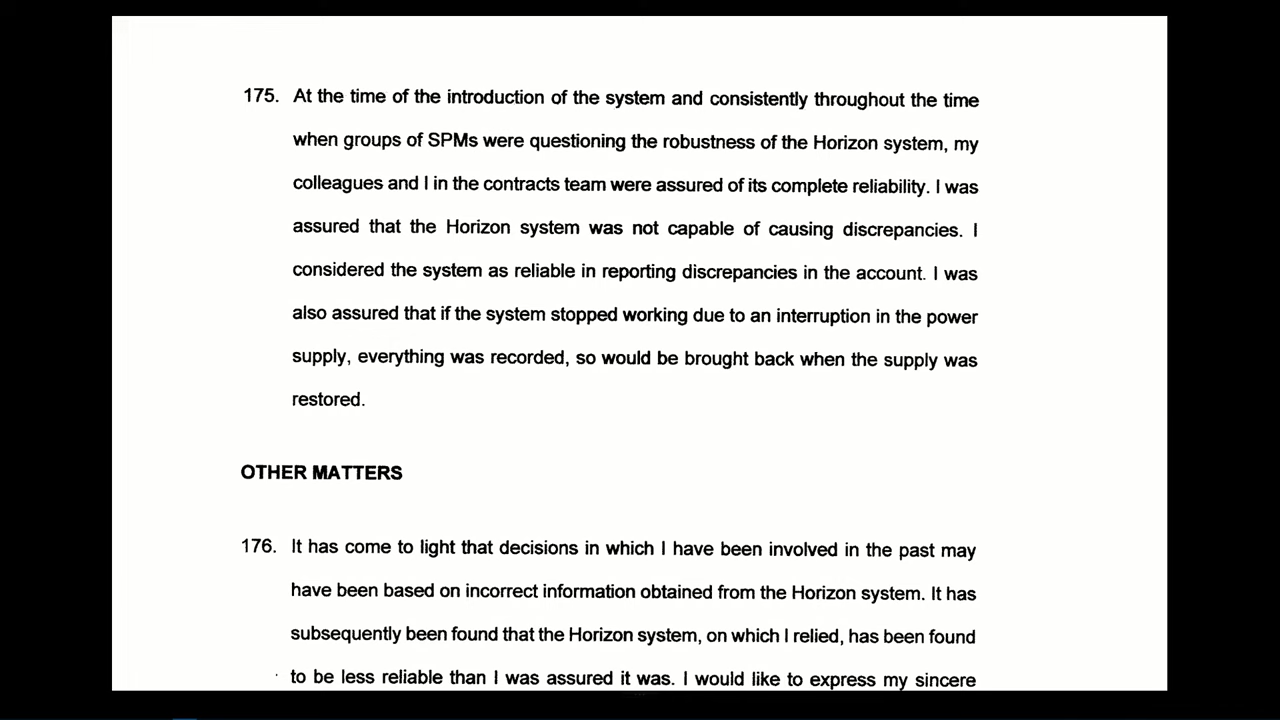 175. At the time of the introduction of the system and consistently throughout the time
when groups of SPMs were questioning the robustness of the Horizon system, my
colleagues and I in the contracts team were assured of its complete reliability. I was
assured that the Horizon system was not capable of causing discrepancies. I
considered the system as reliable in reporting discrepancies in the account. I was
also assured that if the system stopped working due to an interruption in the power
supply, everything was recorded, so would be brought back when the supply was
restored.
OTHER MATTERS
176. It has come to light that decisions in which I have been involved in the past may
have been based on incorrect information obtained from the Horizon system. It has
subsequently been found that the Horizon system, on which I relied, has been found
to be less reliable than I was assured it was. I would like to express my sincere